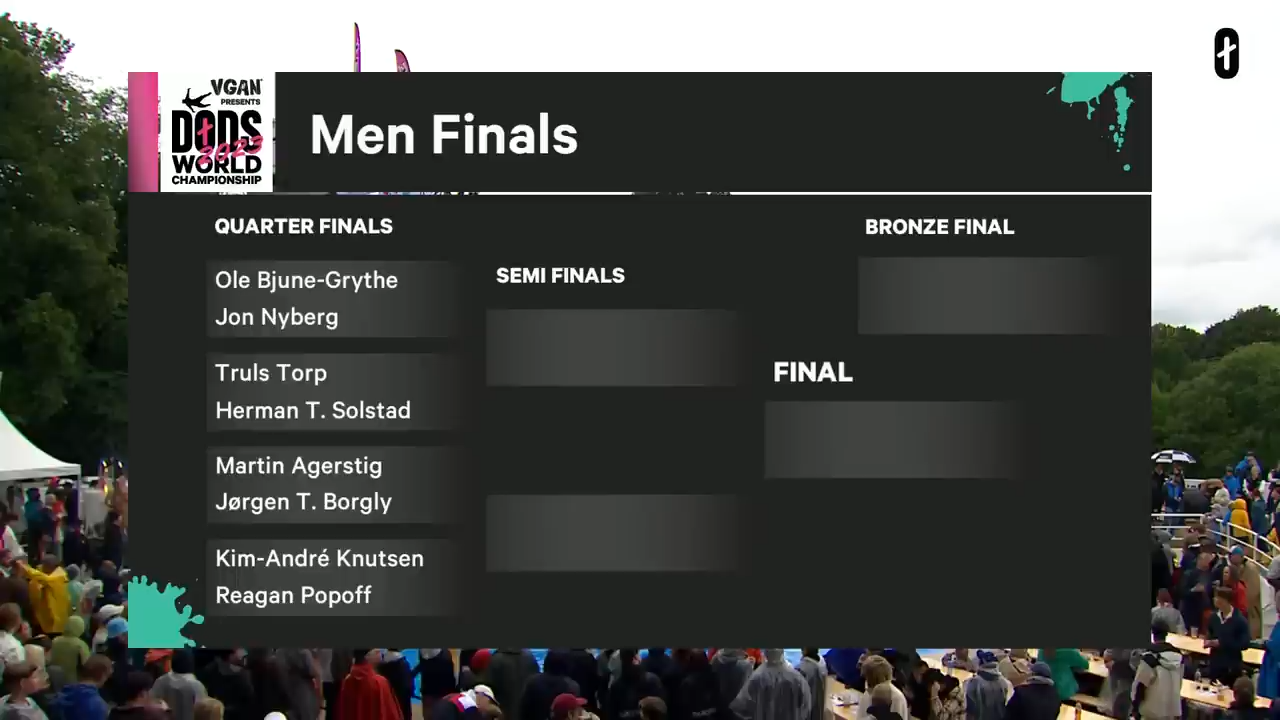 VGAN
PRESENTS
DØDS
2023
WORLD
CHAMPIONSHIP
Men Finals
QUARTER FINALS
Ole Bjune-Grythe
Jon Nyberg
Truls Torp
Herman T. Solstad
Martin Agerstig
Jørgen T. Borgly
Kim-André Knutsen
Reagan Popoff
SEMI FINALS
FINAL
BRONZE FINAL